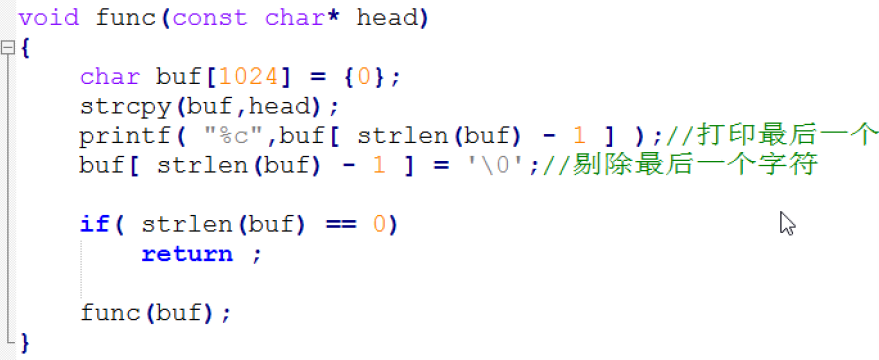 void func(const char* head)
{
    char buf[1024] = {0};
    strcpy(buf,head);
    printf( "%c",buf[ strlen(buf) - 1 ] );//打印最后一个
    buf[ strlen(buf) - 1 ] = '\0';//剔除最后一个字符
    if( strlen(buf) == 0)
        return ;
    func(buf);
}